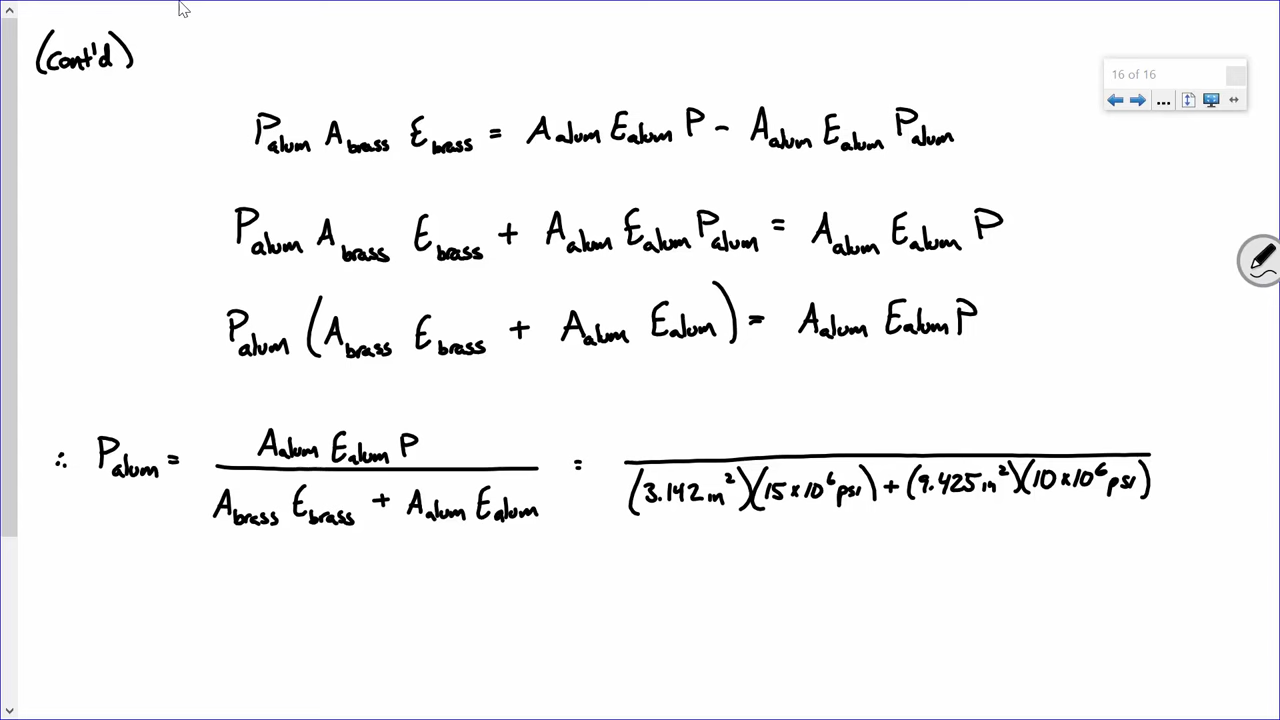 (cont'd)
16 of 16
P_alum A_brass E_brass = A_alum E_alum P - A_alum E_alum P_alum
P_alum A_brass E_brass + A_alum E_alum P_alum = A_alum E_alum P
P_alum (A_brass E_brass + A_alum E_alum) = A_alum E_alum P
∴ P_alum = A_alum E_alum P / A_brass E_brass + A_alum E_alum = / (3.142 in²)(15 x 10⁶ psi) + (9.425 in²)(10 x 10⁶ psi)